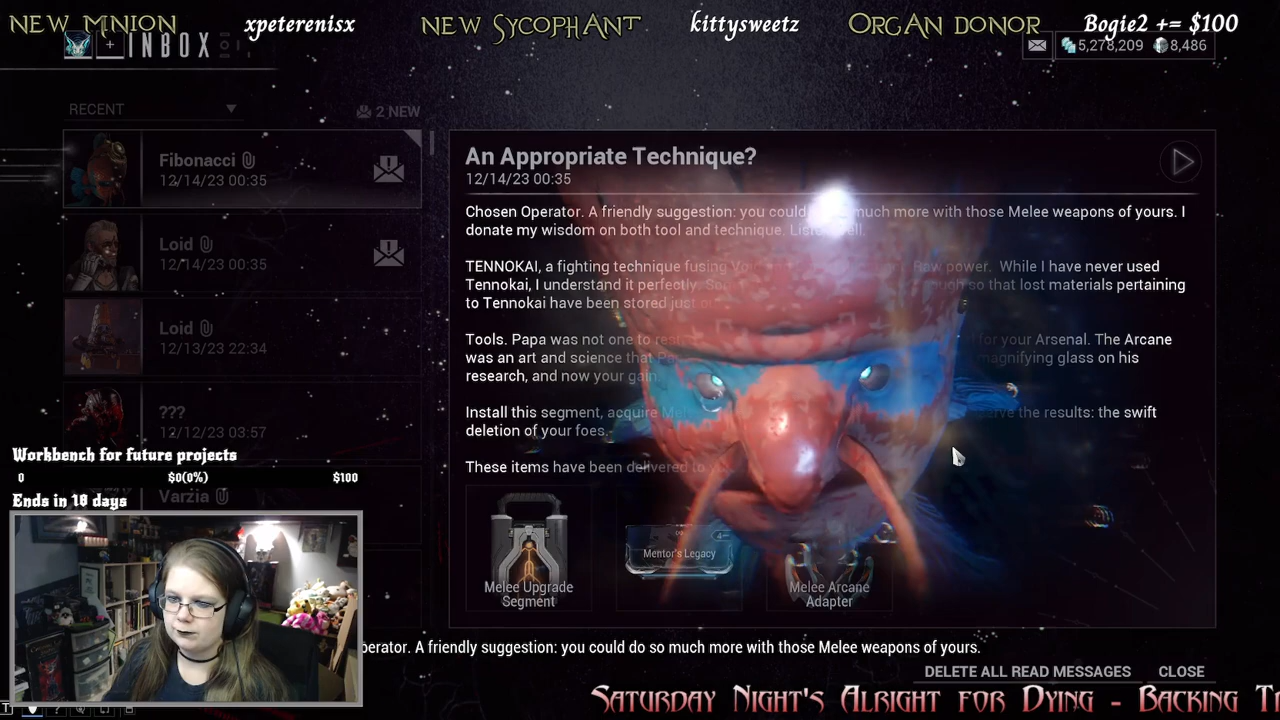 NEW MINION xpeterenisx NEW SYCOPHANT kittysweetz ORGAN DONOR Bogie2 += $100
INBOX
5,278,209 8,486
RECENT
2 NEW
Fibonacci
12/14/23 00:35
Loid
12/14/23 00:35
Loid
12/13/23 22:34
???
12/12/23 03:57
Varzia
An Appropriate Technique?
12/14/23 00:35
Chosen Operator. A friendly suggestion: you could much more with those Melee weapons of yours. I
donate my wisdom on both tool and technique.
TENNOKAI, a fighting technique fusing Raw power. While I have never used
Tennokai, I understand it perfectly. so that lost materials pertaining
to Tennokai have been stored just
Tools. Papa was not one to for your Arsenal. The Arcane
was an art and science that magnifying glass on his
research, and now your gain.
Install this segment, acquire the results: the swift
deletion of your foes.
These items have been delivered to
Melee Upgrade
Segment
Mentor's Legacy
Melee Arcane
Adapter
Workbench for future projects
0 $0(0%) $100
Ends in 18 days
perator. A friendly suggestion: you could do so much more with those Melee weapons of yours.
DELETE ALL READ MESSAGES CLOSE
Saturday Night's Alright for Dying - Backing